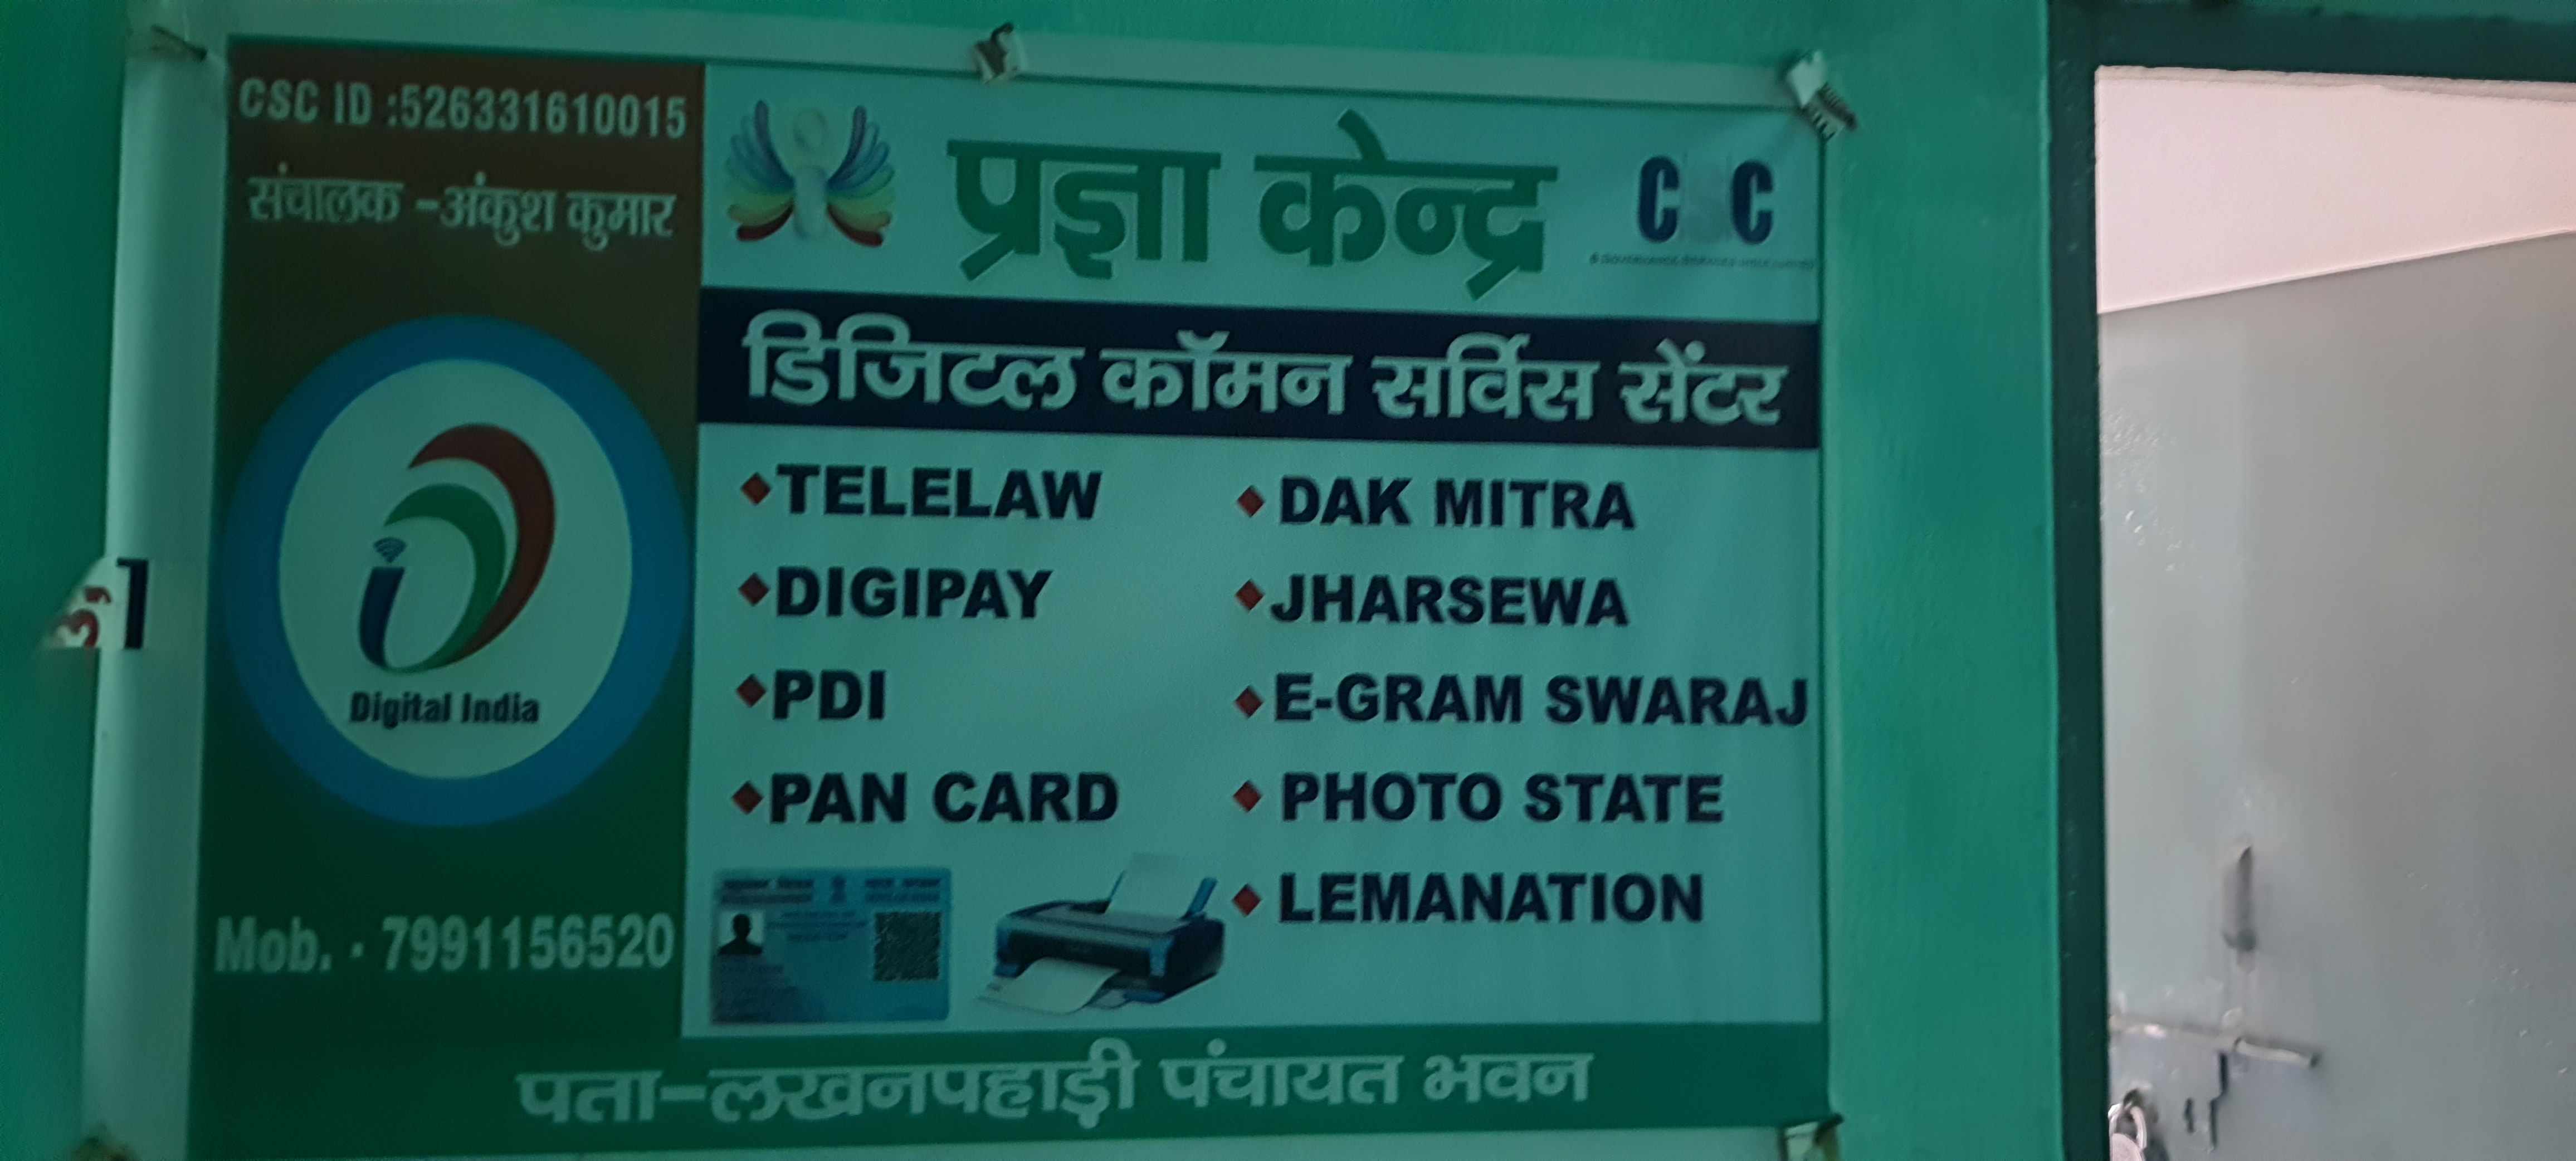 CSC ID :526331610015
संचालक -अंकुश कुमार
Digital India
Mob. - 7991156520
प्रज्ञा केन्द्र
CSC
डिजिटल कॉमन सर्विस सेंटर
TELELAW
DIGIPAY
PDI
PAN CARD
DAK MITRA
JHARSEWA
E-GRAM SWARAJ
PHOTO STATE
LEMANATION
पता-लखनपहाड़ी पंचायत भवन